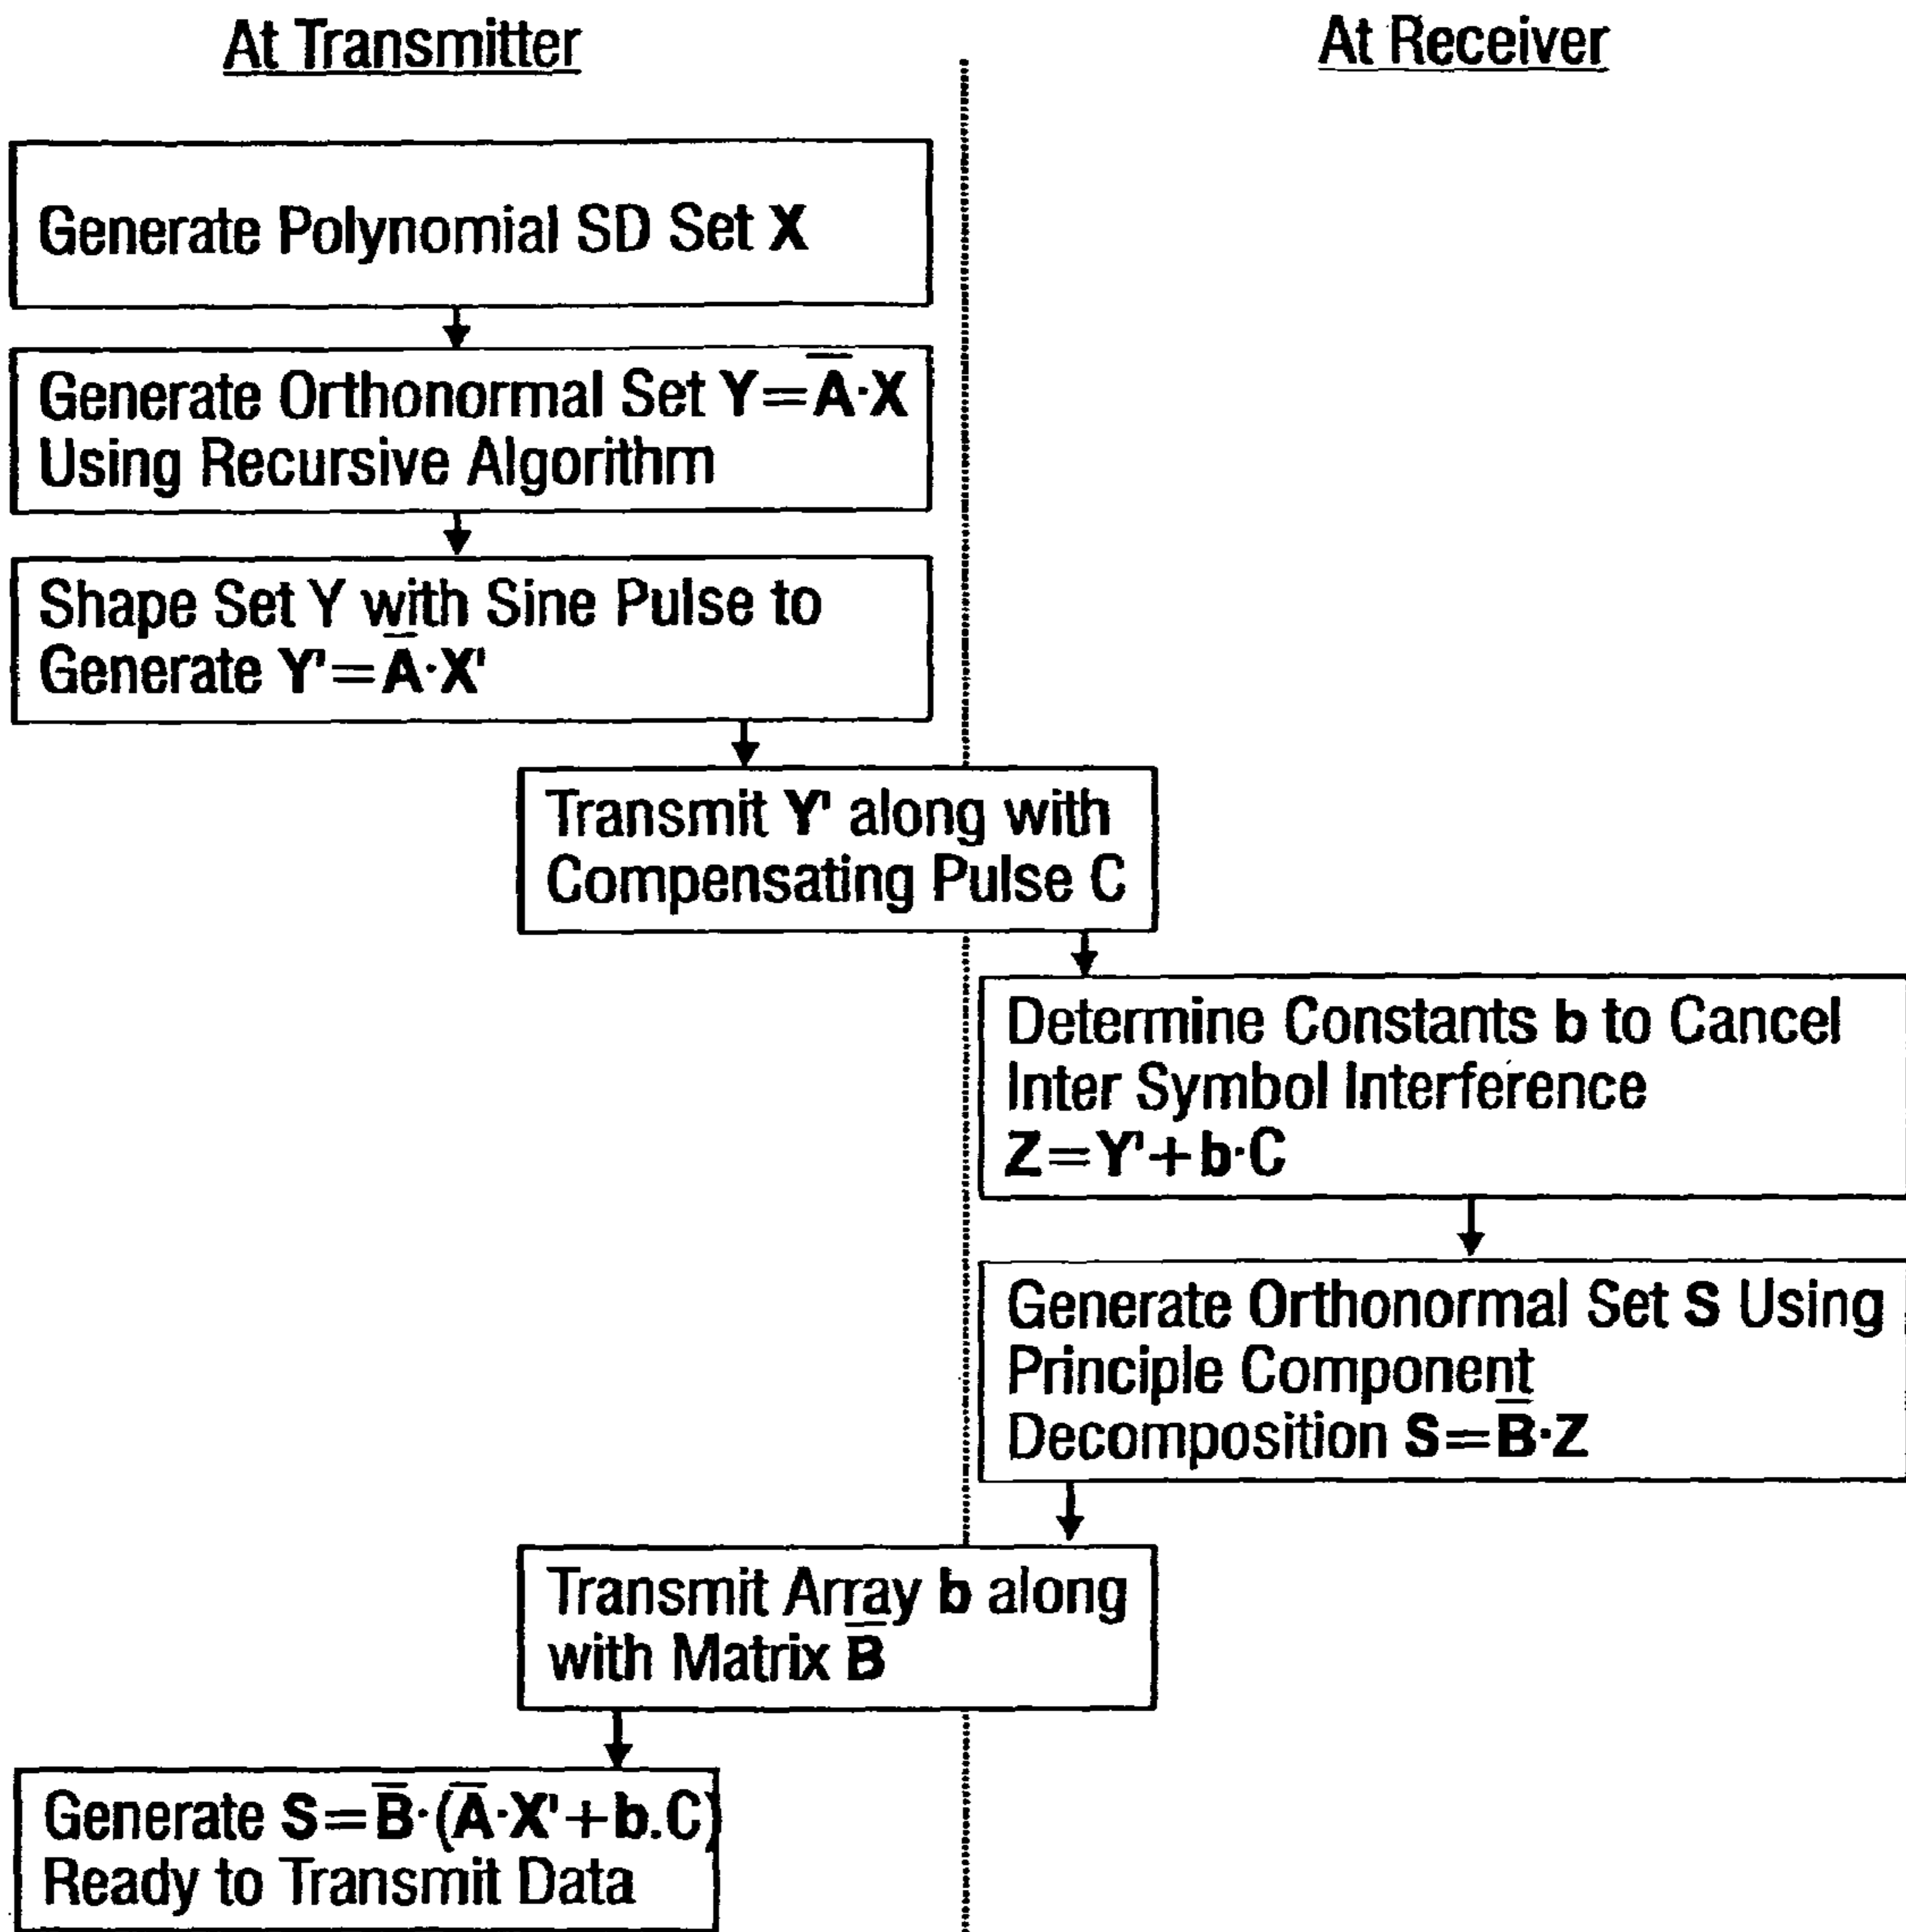 At Transmitter
At Receiver
Generate Polynomial SD Set X
Generate Orthonormal Set Y=A̅·X
Using Recursive Algorithm
Shape Set Y with Sine Pulse to
Generate Y'=A̅·X'
Transmit Y' along with
Compensating Pulse C
Determine Constants b to Cancel
Inter Symbol Interference
Z=Y'+b·C
Generate Orthonormal Set S Using
Principle Component
Decomposition S=B̅·Z
Transmit Array b along
with Matrix B̅
Generate S=B̅·(A̅·X'+b.C)
Ready to Transmit Data